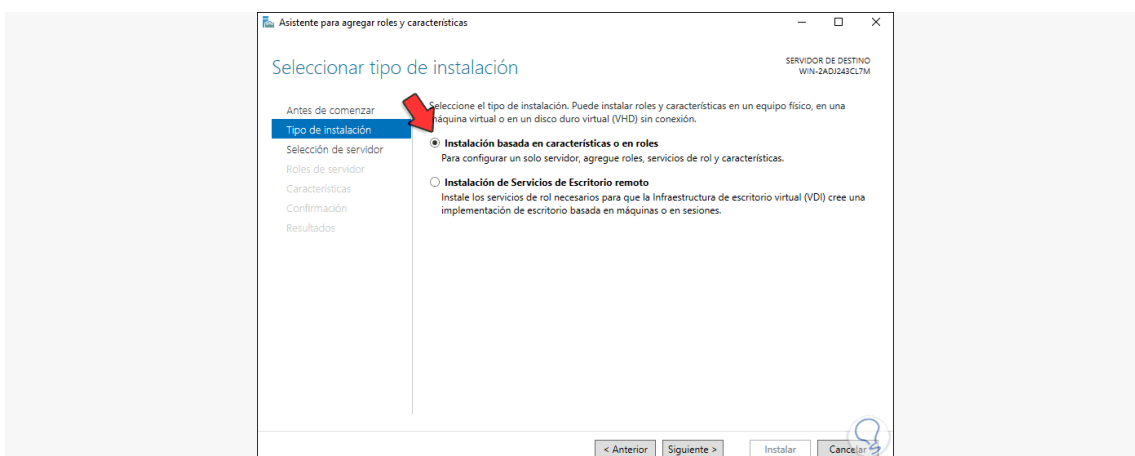 Asistente para agregar roles y características
Seleccionar tipo de instalación
SERVIDOR DE DESTINO
WIN-2ADJ243CL7M
Antes de comenzar
Tipo de instalación
Selección de servidor
Roles de servidor
Características
Confirmación
Resultados
Seleccione el tipo de instalación. Puede instalar roles y características en un equipo físico, en una
máquina virtual o en un disco duro virtual (VHD) sin conexión.
Instalación basada en características o en roles
Para configurar un solo servidor, agregue roles, servicios de rol y características.
Instalación de Servicios de Escritorio remoto
Instale los servicios de rol necesarios para que la Infraestructura de escritorio virtual (VDI) cree una
implementación de escritorio basada en máquinas o en sesiones.
< Anterior Siguiente > Instalar Cancelar